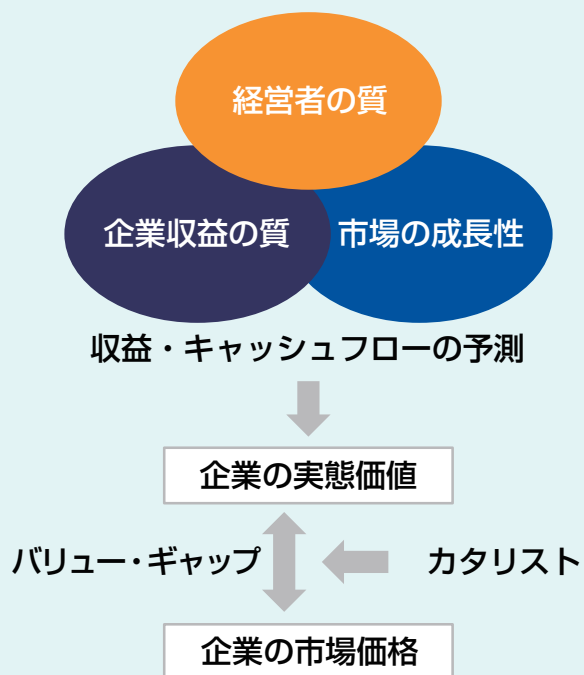 経営者の質
企業収益の質 市場の成長性
収益・キャッシュフローの予測
企業の実態価値
バリュー・ギャップ カタリスト
企業の市場価格